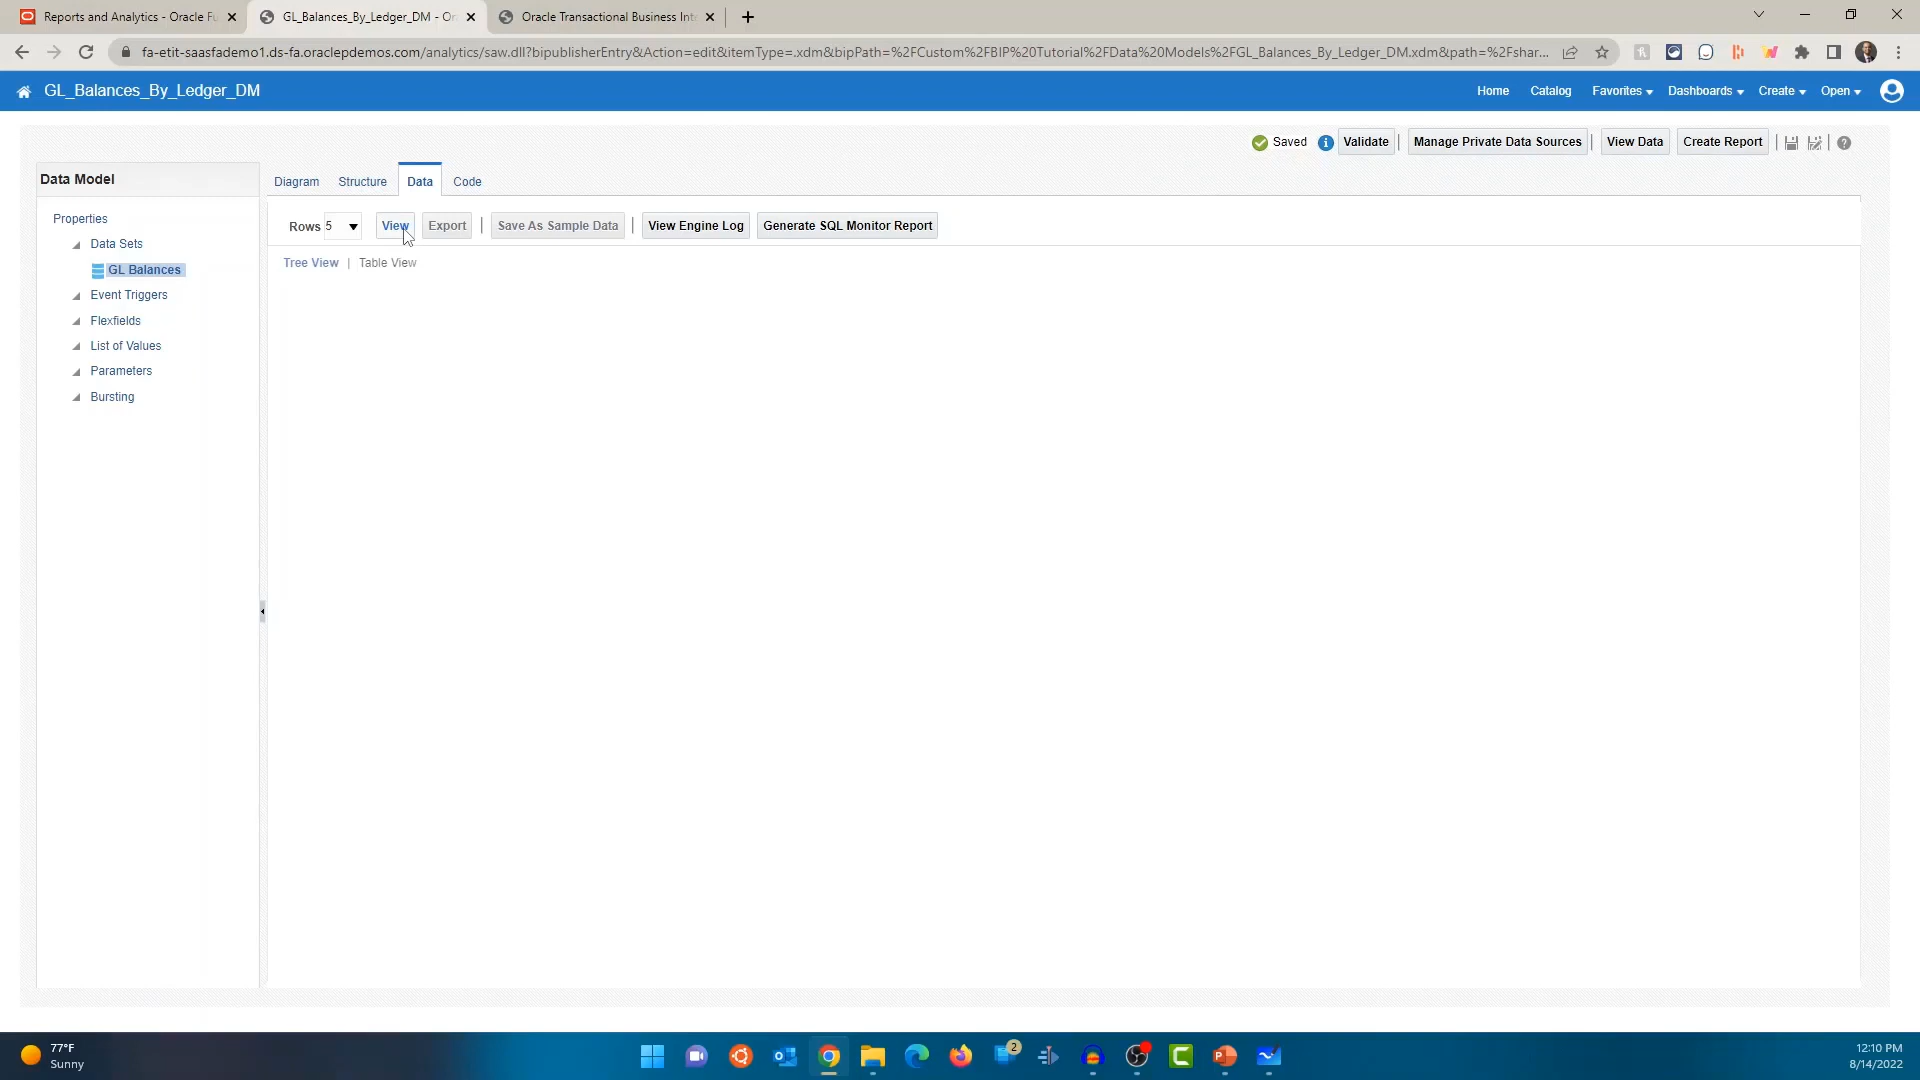 Reports and Analytics - Oracle Fu
GL_Balances_By_Ledger_DM - Or
Oracle Transactional Business Inte
fa-etit-saasfademo1.ds-fa.oraclepdemos.com/analytics/saw.dll?bipublisherEntry&Action=edit&itemType=.xdm&bipPath=%2FCustom%2FBIP%20Tutorial%2FData%20Models%2FGL_Balances_By_Ledger_DM.xdm&path=%2Fshar...
GL_Balances_By_Ledger_DM
Home Catalog Favorites Dashboards Create Open
Saved Validate | Manage Private Data Sources | View Data Create Report
Data Model
Diagram Structure Data Code
Properties
Data Sets
GL Balances
Event Triggers
Flexfields
List of Values
Parameters
Bursting
Rows 5 View Export | Save As Sample Data | View Engine Log Generate SQL Monitor Report
Tree View | Table View
77°F
Sunny
2
12:10 PM
8/14/2022